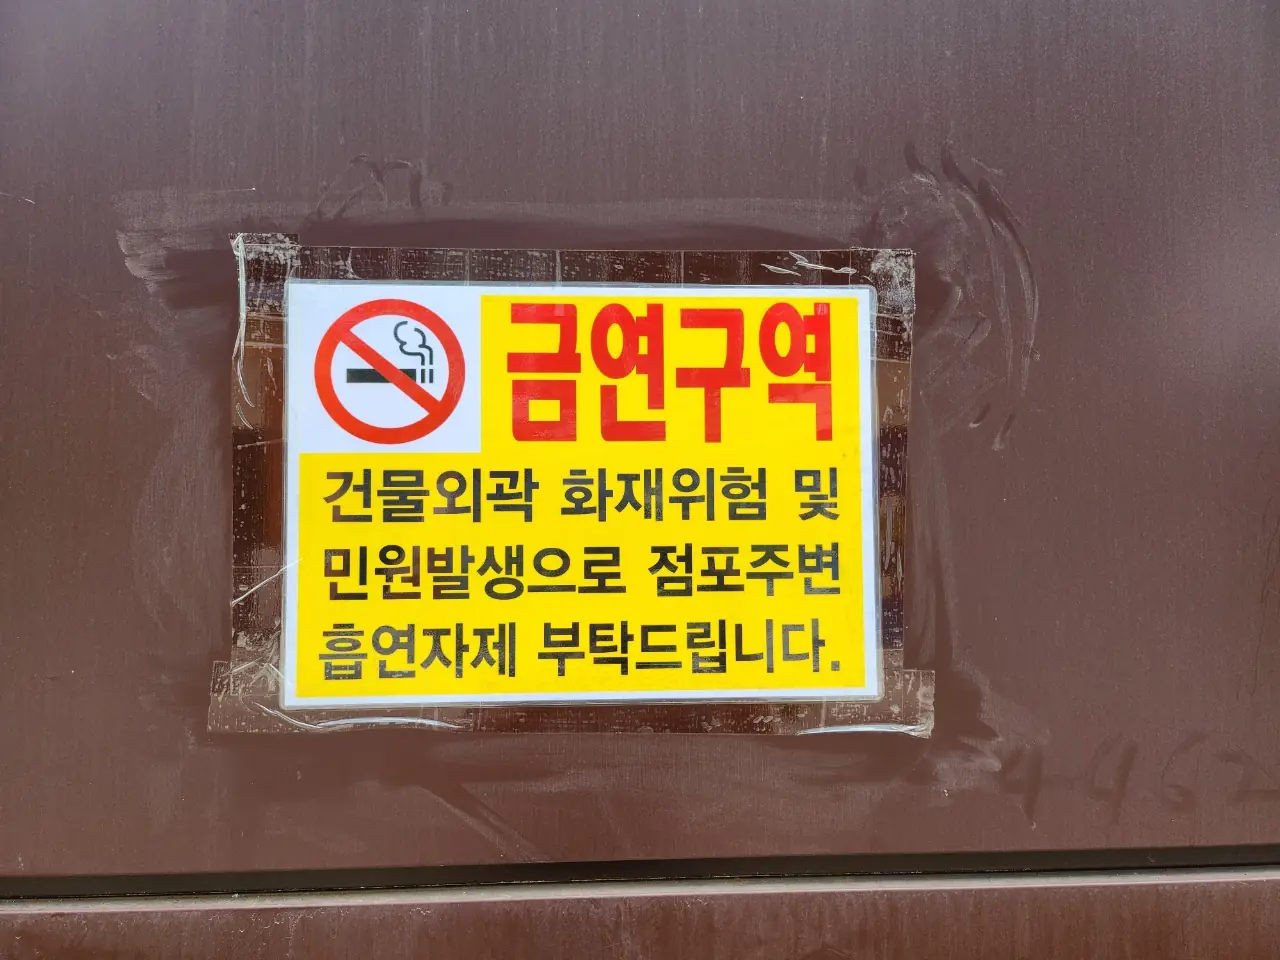 금연구역
건물외곽 화재위험 및
민원발생으로 점포주변
흡연자제 부탁드립니다.
4462